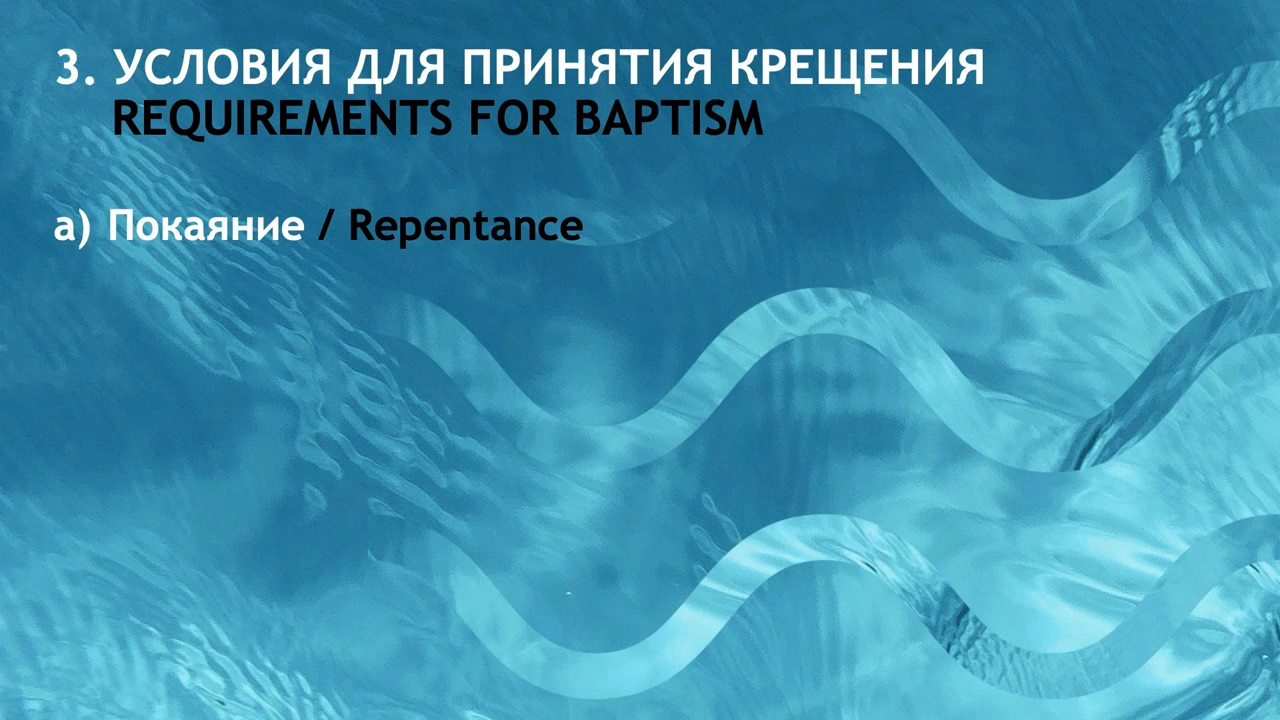 3. УСЛОВИЯ ДЛЯ ПРИНЯТИЯ КРЕЩЕНИЯ
REQUIREMENTS FOR BAPTISM
а) Покаяние / Repentance